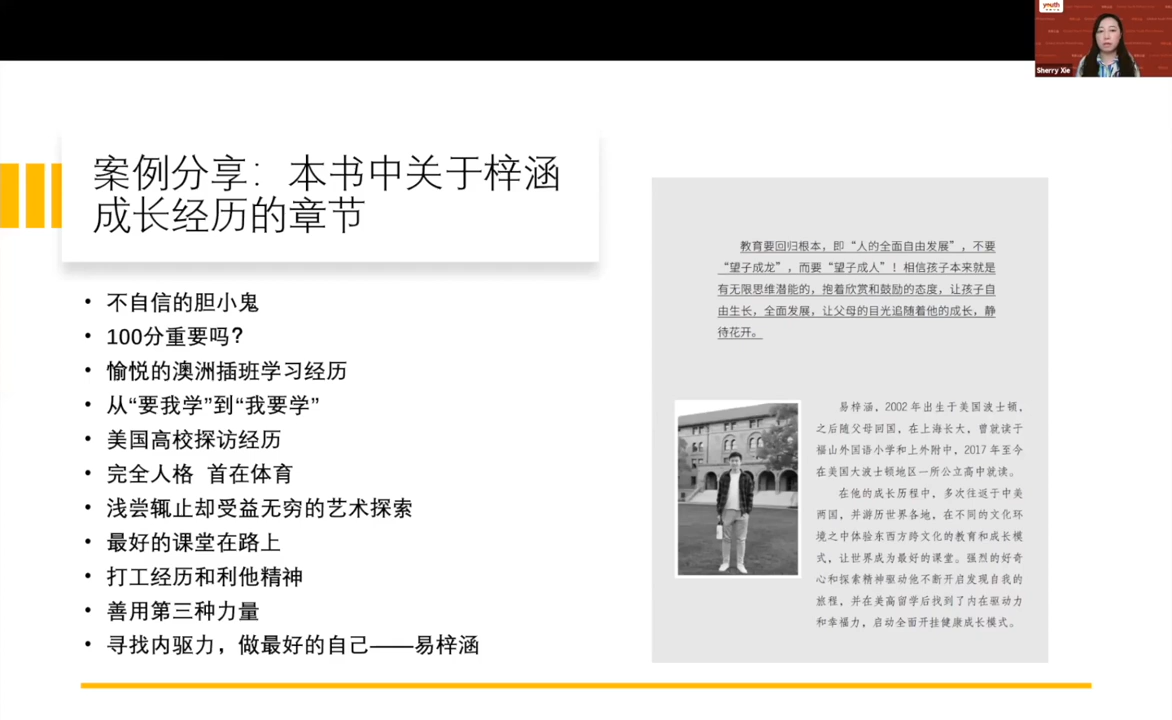 youth
Sherry Xie
案例分享：本书中关于梓涵
成长经历的章节
• 不自信的胆小鬼
• 100分重要吗?
• 愉悦的澳洲插班学习经历
• 从“要我学”到“我要学”
• 美国高校探访经历
• 完全人格 首在体育
• 浅尝辄止却受益无穷的艺术探索
• 最好的课堂在路上
• 打工经历和利他精神
• 善用第三种力量
• 寻找内驱力，做最好的自己——易梓涵
教育要回归根本，即“人的全面自由发展”，不要
“望子成龙”，而要“望子成人”！相信孩子本来就是
有无限思维潜能的，抱着欣赏和鼓励的态度，让孩子自
由生长，全面发展，让父母的目光追随着他的成长，静
待花开。
易梓涵，2002年出生于美国波士顿，
之后随父母回国，在上海长大，曾就读于
福山外国语小学和上外附中，2017年至今
在美国大波士顿地区一所公立高中就读。
在他的成长历程中，多次往返于中美
两国，并游历世界各地，在不同的文化环
境之中体验东西方跨文化的教育和成长模
式，让世界成为最好的课堂。强烈的好奇
心和探索精神驱动他不断开启发现自我的
旅程，并在美高留学后找到了内在驱动力
和幸福力，启动全面开挂健康成长模式。